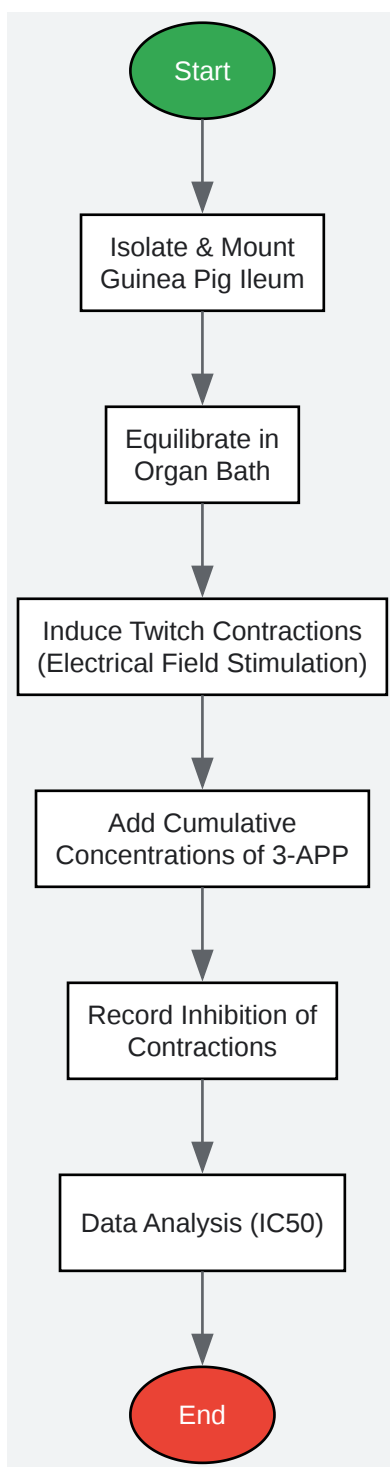 Start
Isolate & Mount
Guinea Pig Ileum
Equilibrate in
Organ Bath
Induce Twitch Contractions
(Electrical Field Stimulation)
Add Cumulative
Concentrations of 3-APP
Record Inhibition of
Contractions
Data Analysis (IC50)
End